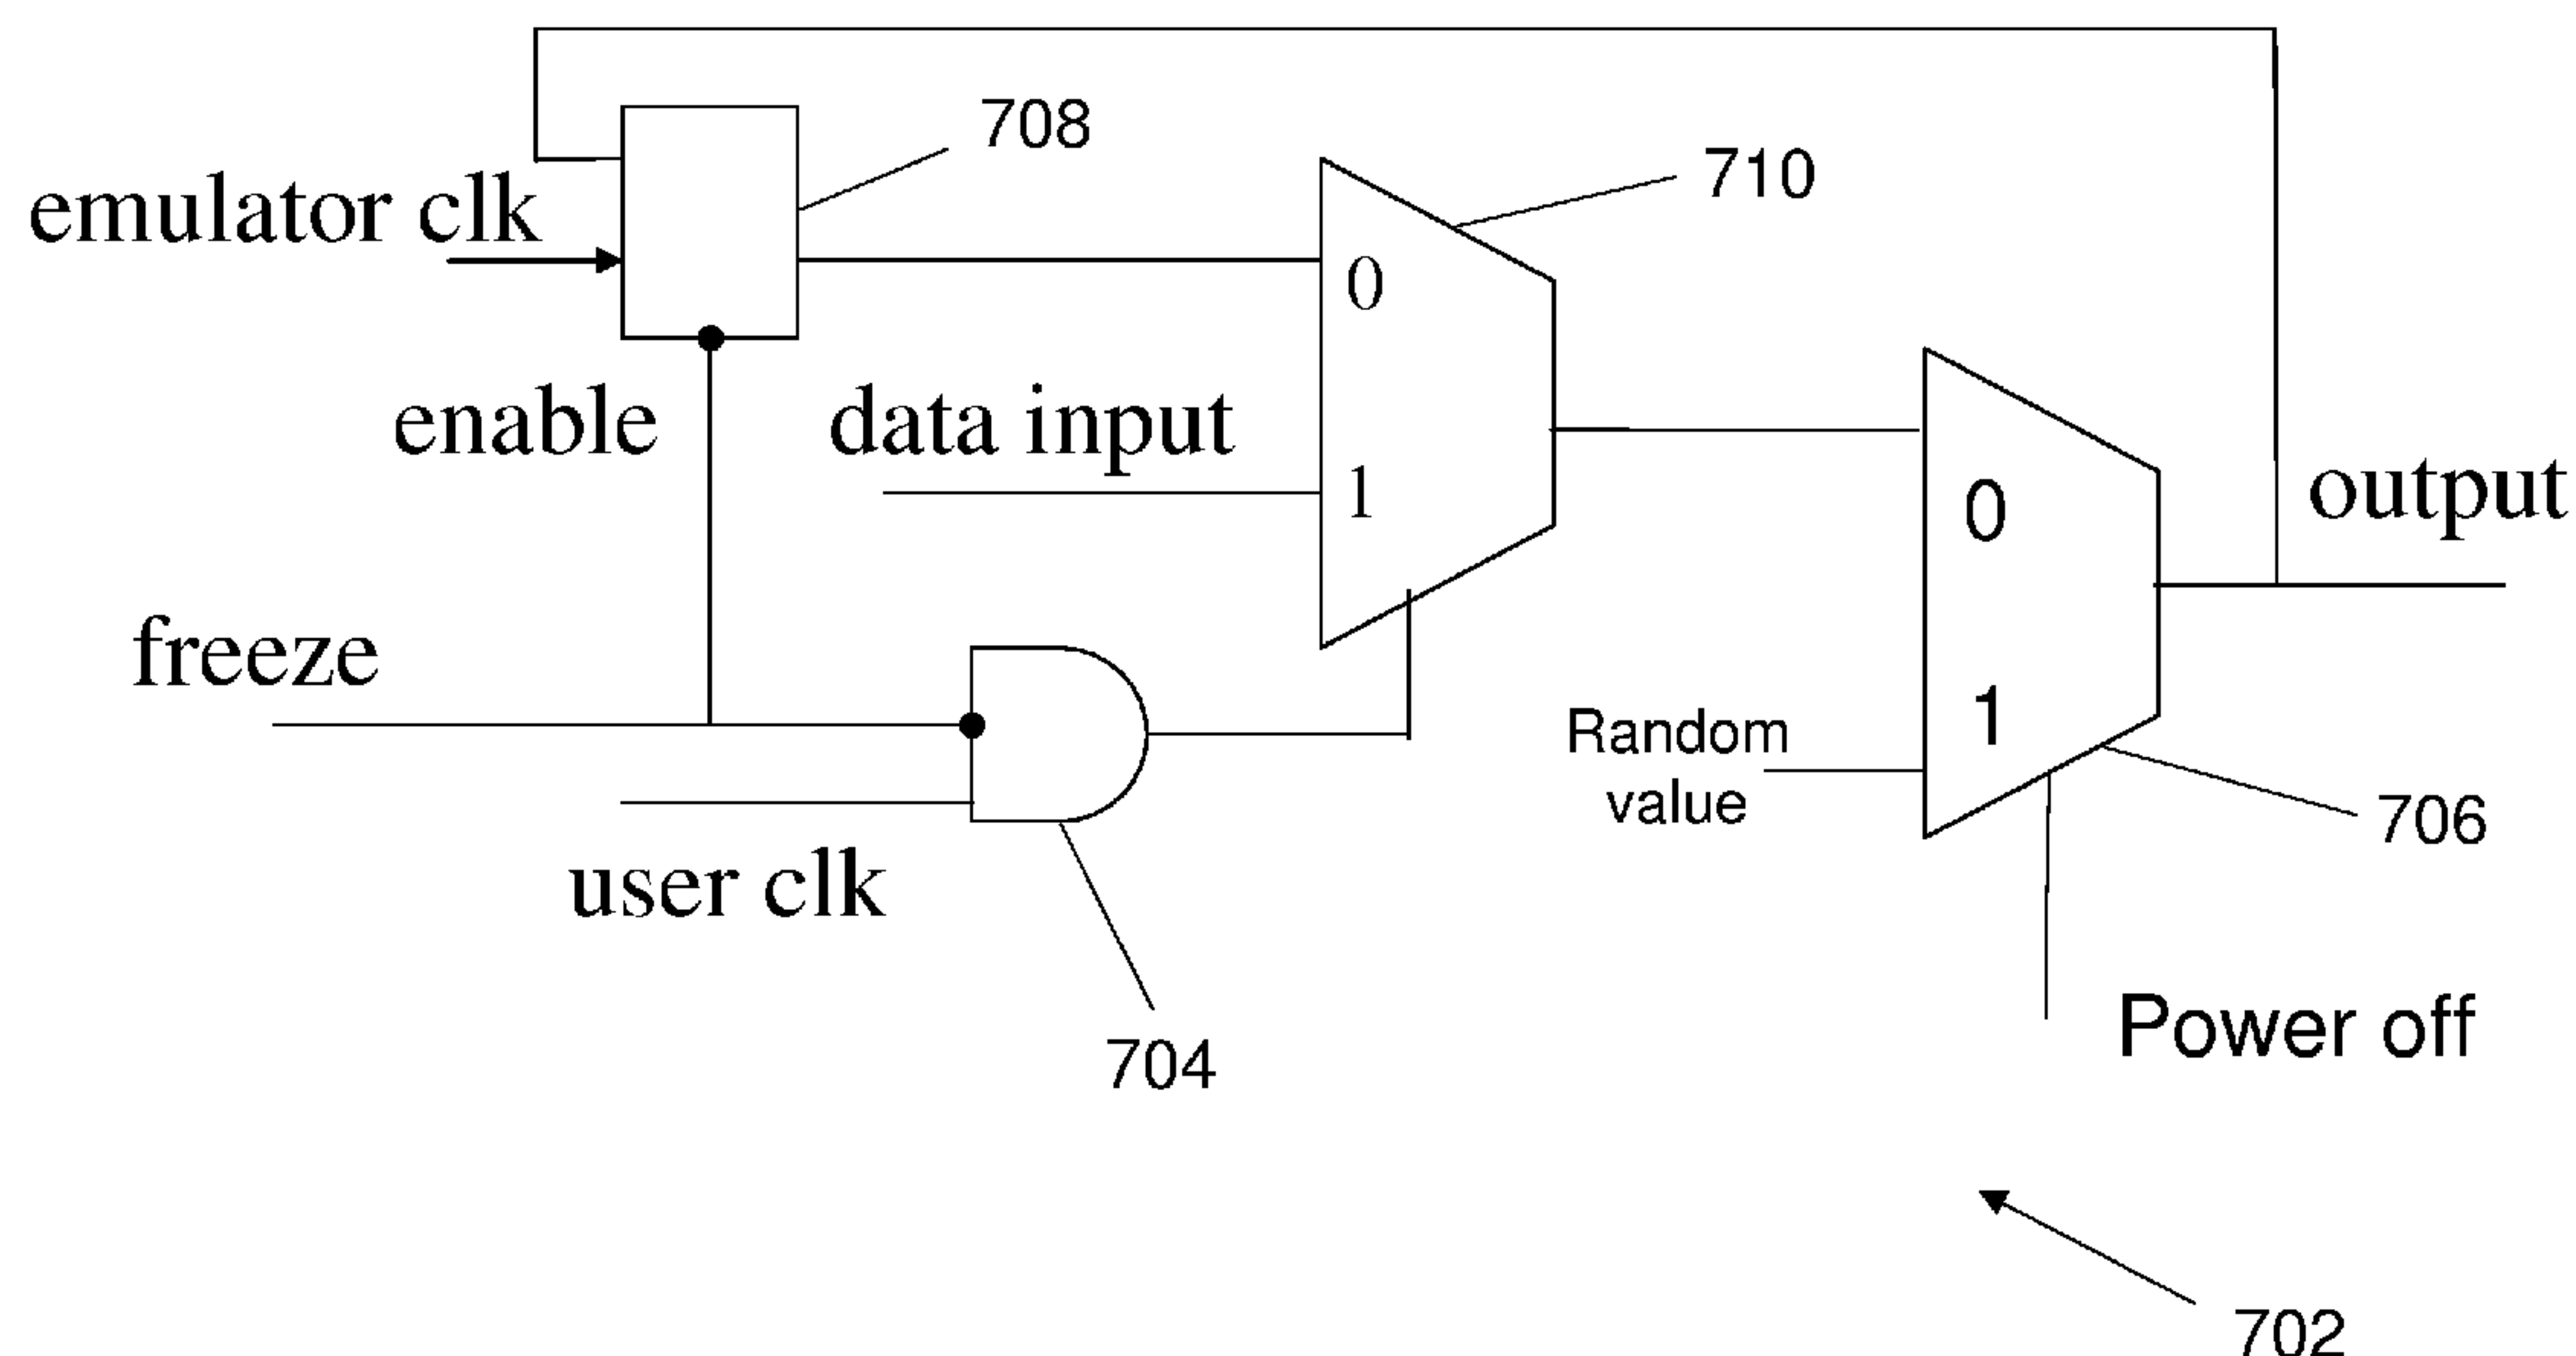 708
emulator clk
710
0
enable
data input
1
output
0
freeze
1
Random
value
706
user clk
704
Power off
702